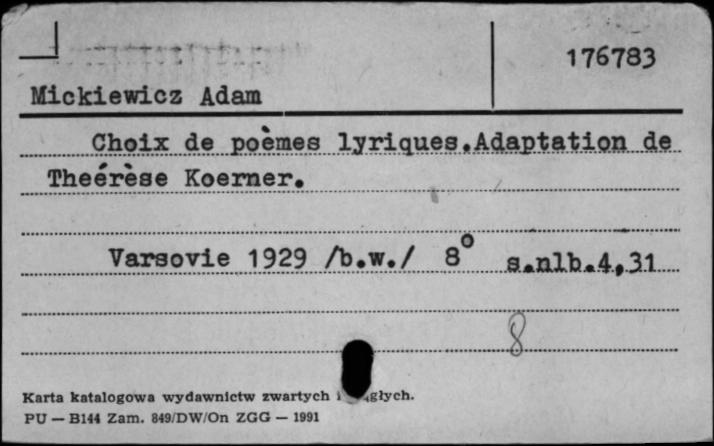 176783
Mickiewicz Adam
Choix de poèmes lyriques.Adaptation de
Theérèse Koerner.
Varsovie 1929 /b.w./ 8° s.nlb.4,31
8
Karta katalogowa wydawnictw zwartych
PU — B144 Zam. 849/DW/On ZGG — 1991